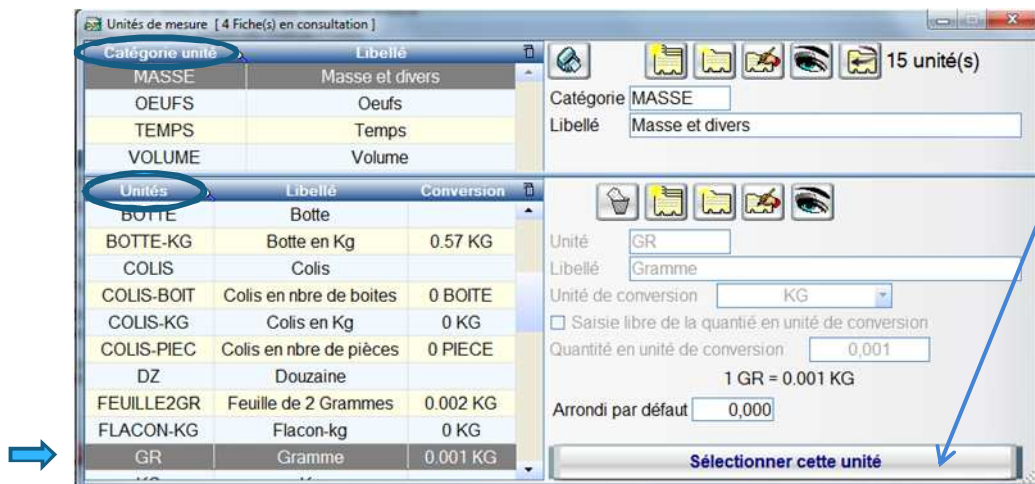 Unités de mesure [ 4 Fiche(s) en consultation ]
Catégorie unité Libellé
MASSE Masse et divers
OEUFS Oeufs
TEMPS Temps
VOLUME Volume
15 unité(s)
Catégorie MASSE
Libellé Masse et divers
Unités Libellé Conversion
BOTTE Botte
BOTTE-KG Botte en Kg 0.57 KG
COLIS Colis
COLIS-BOIT Colis en nbre de boites 0 BOITE
COLIS-KG Colis en Kg 0 KG
COLIS-PIEC Colis en nbre de pièces 0 PIECE
DZ Douzaine
FEUILLE2GR Feuille de 2 Grammes 0.002 KG
FLACON-KG Flacon-kg 0 KG
GR Gramme 0.001 KG
Unité GR
Libellé Gramme
Unité de conversion KG
Saisie libre de la quantié en unité de conversion
Quantité en unité de conversion 0,001
1 GR = 0.001 KG
Arrondi par défaut 0,000
Sélectionner cette unité